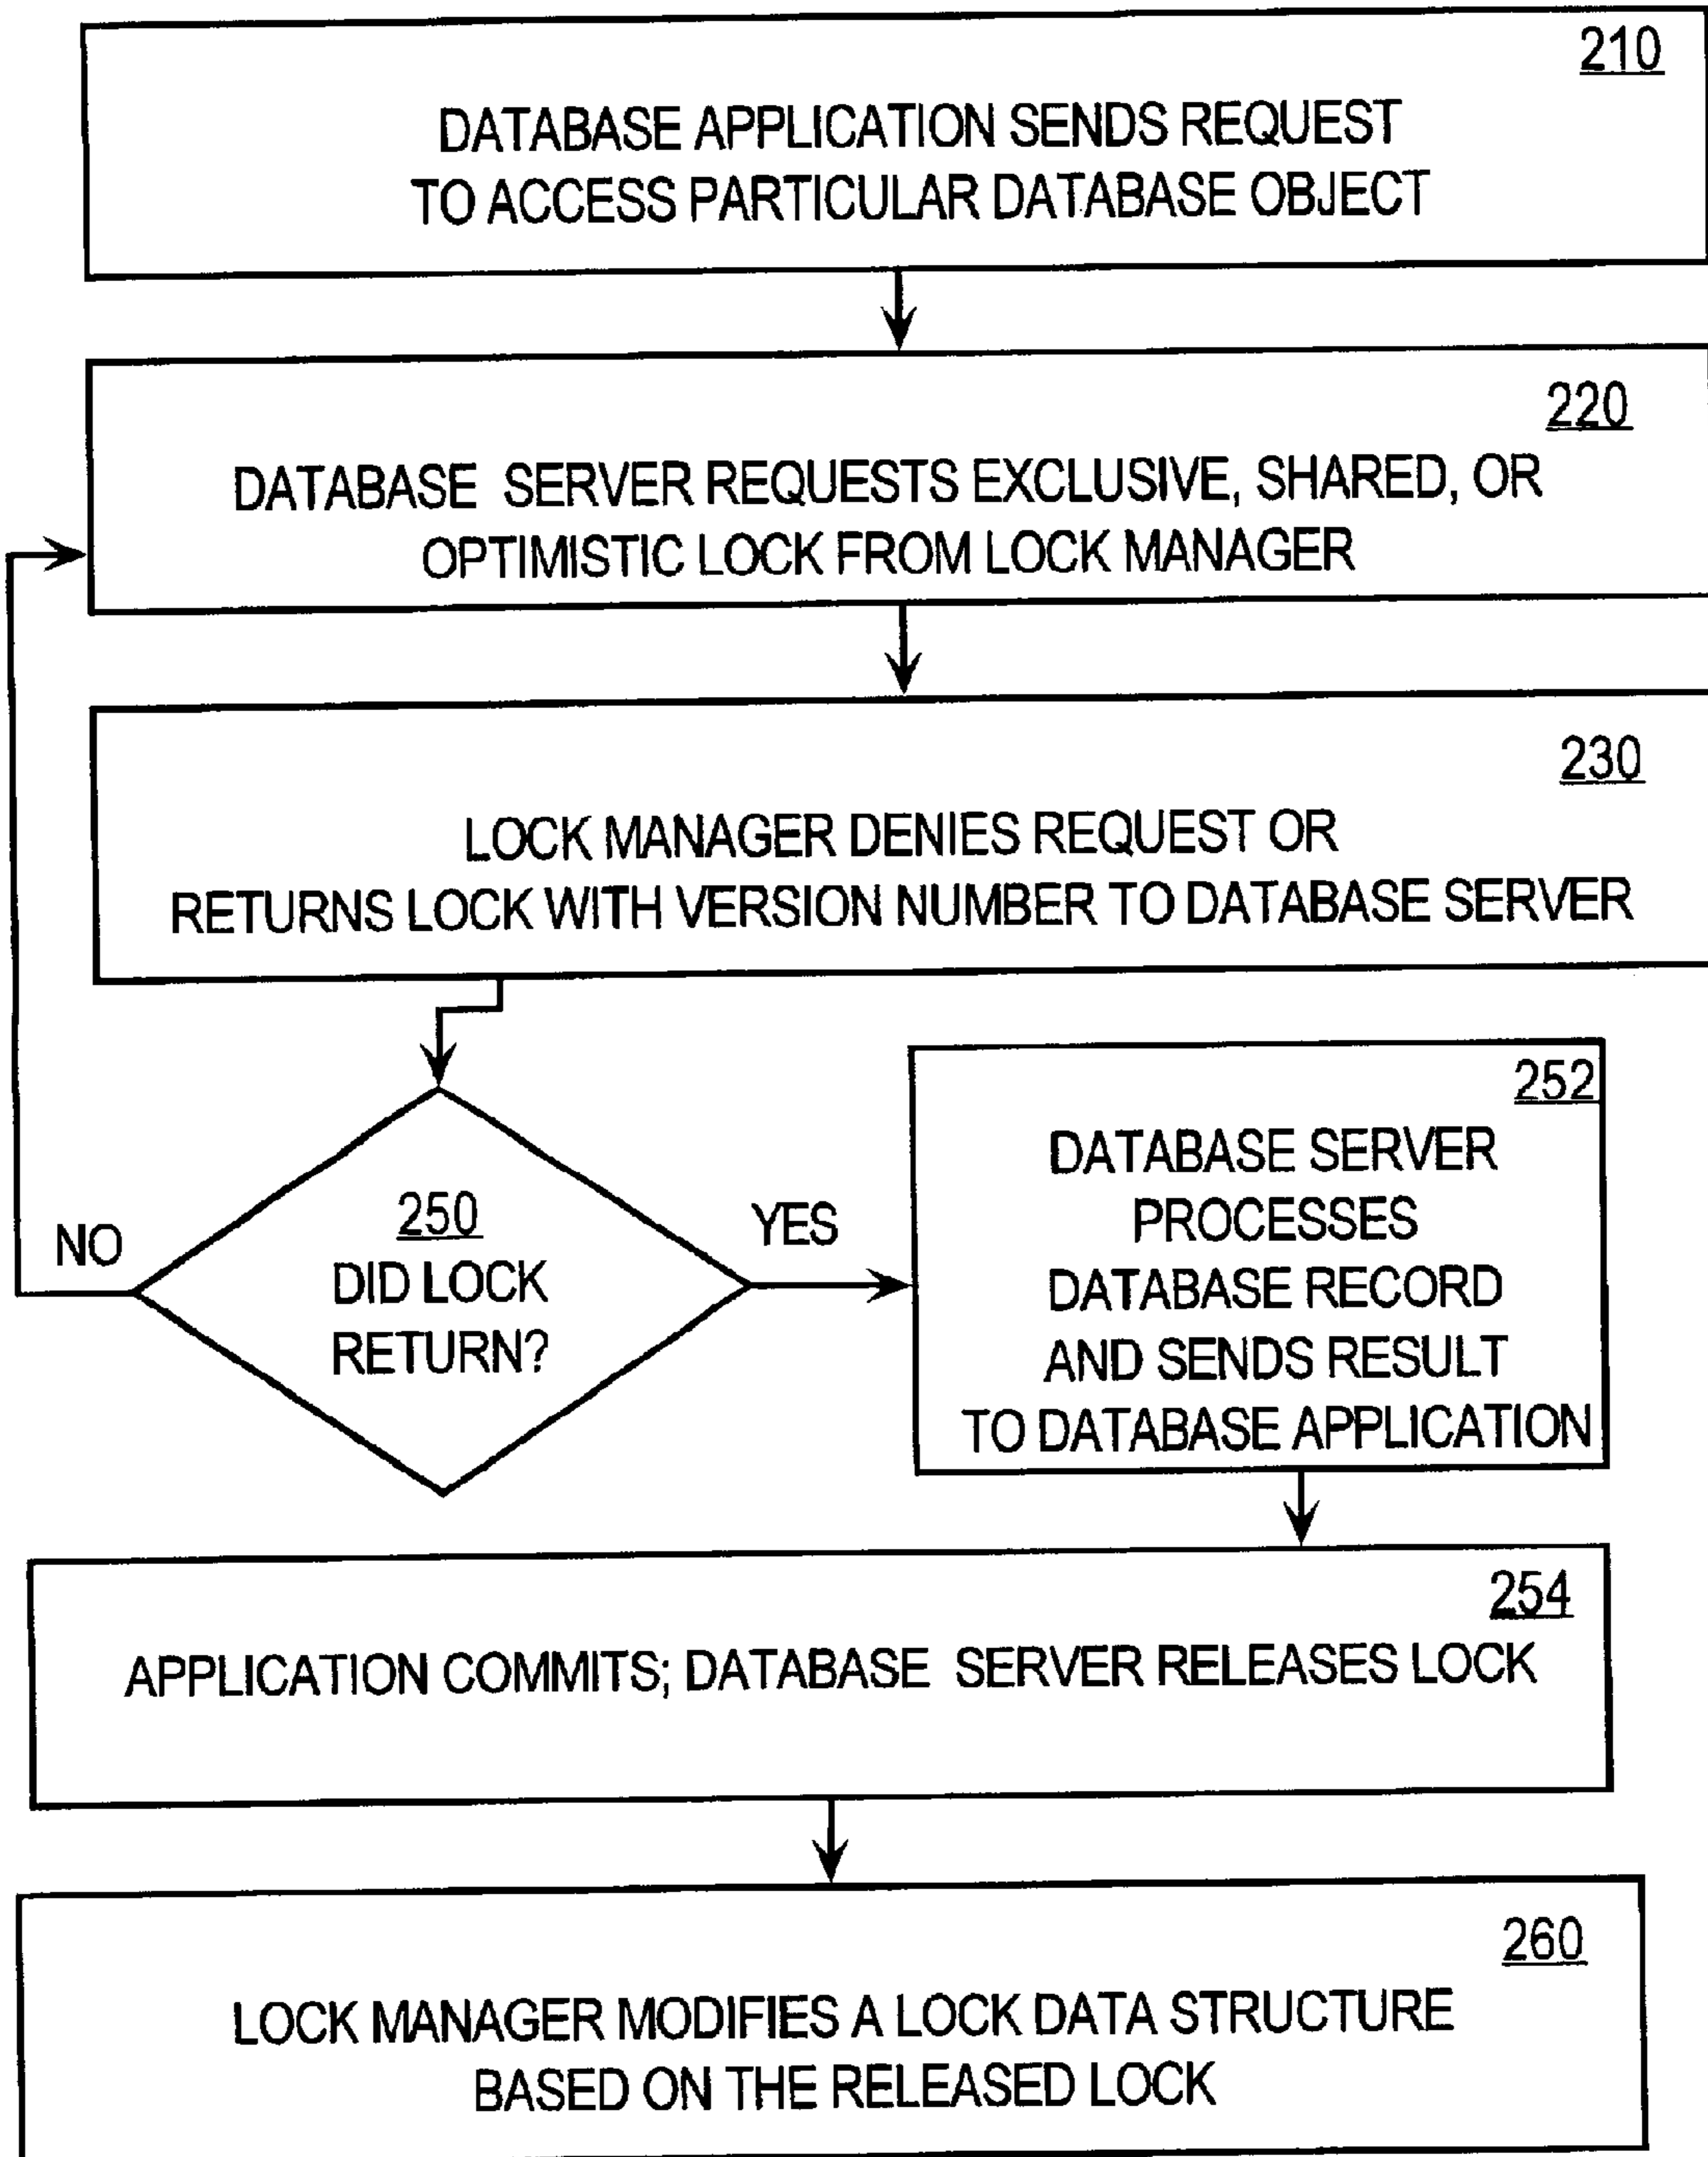 210
DATABASE APPLICATION SENDS REQUEST
TO ACCESS PARTICULAR DATABASE OBJECT
220
DATABASE SERVER REQUESTS EXCLUSIVE, SHARED, OR
OPTIMISTIC LOCK FROM LOCK MANAGER
230
LOCK MANAGER DENIES REQUEST OR
RETURNS LOCK WITH VERSION NUMBER TO DATABASE SERVER
NO
250
DID LOCK
RETURN?
YES
252
DATABASE SERVER
PROCESSES
DATABASE RECORD
AND SENDS RESULT
TO DATABASE APPLICATION
254
APPLICATION COMMITS; DATABASE SERVER RELEASES LOCK
260
LOCK MANAGER MODIFIES A LOCK DATA STRUCTURE
BASED ON THE RELEASED LOCK